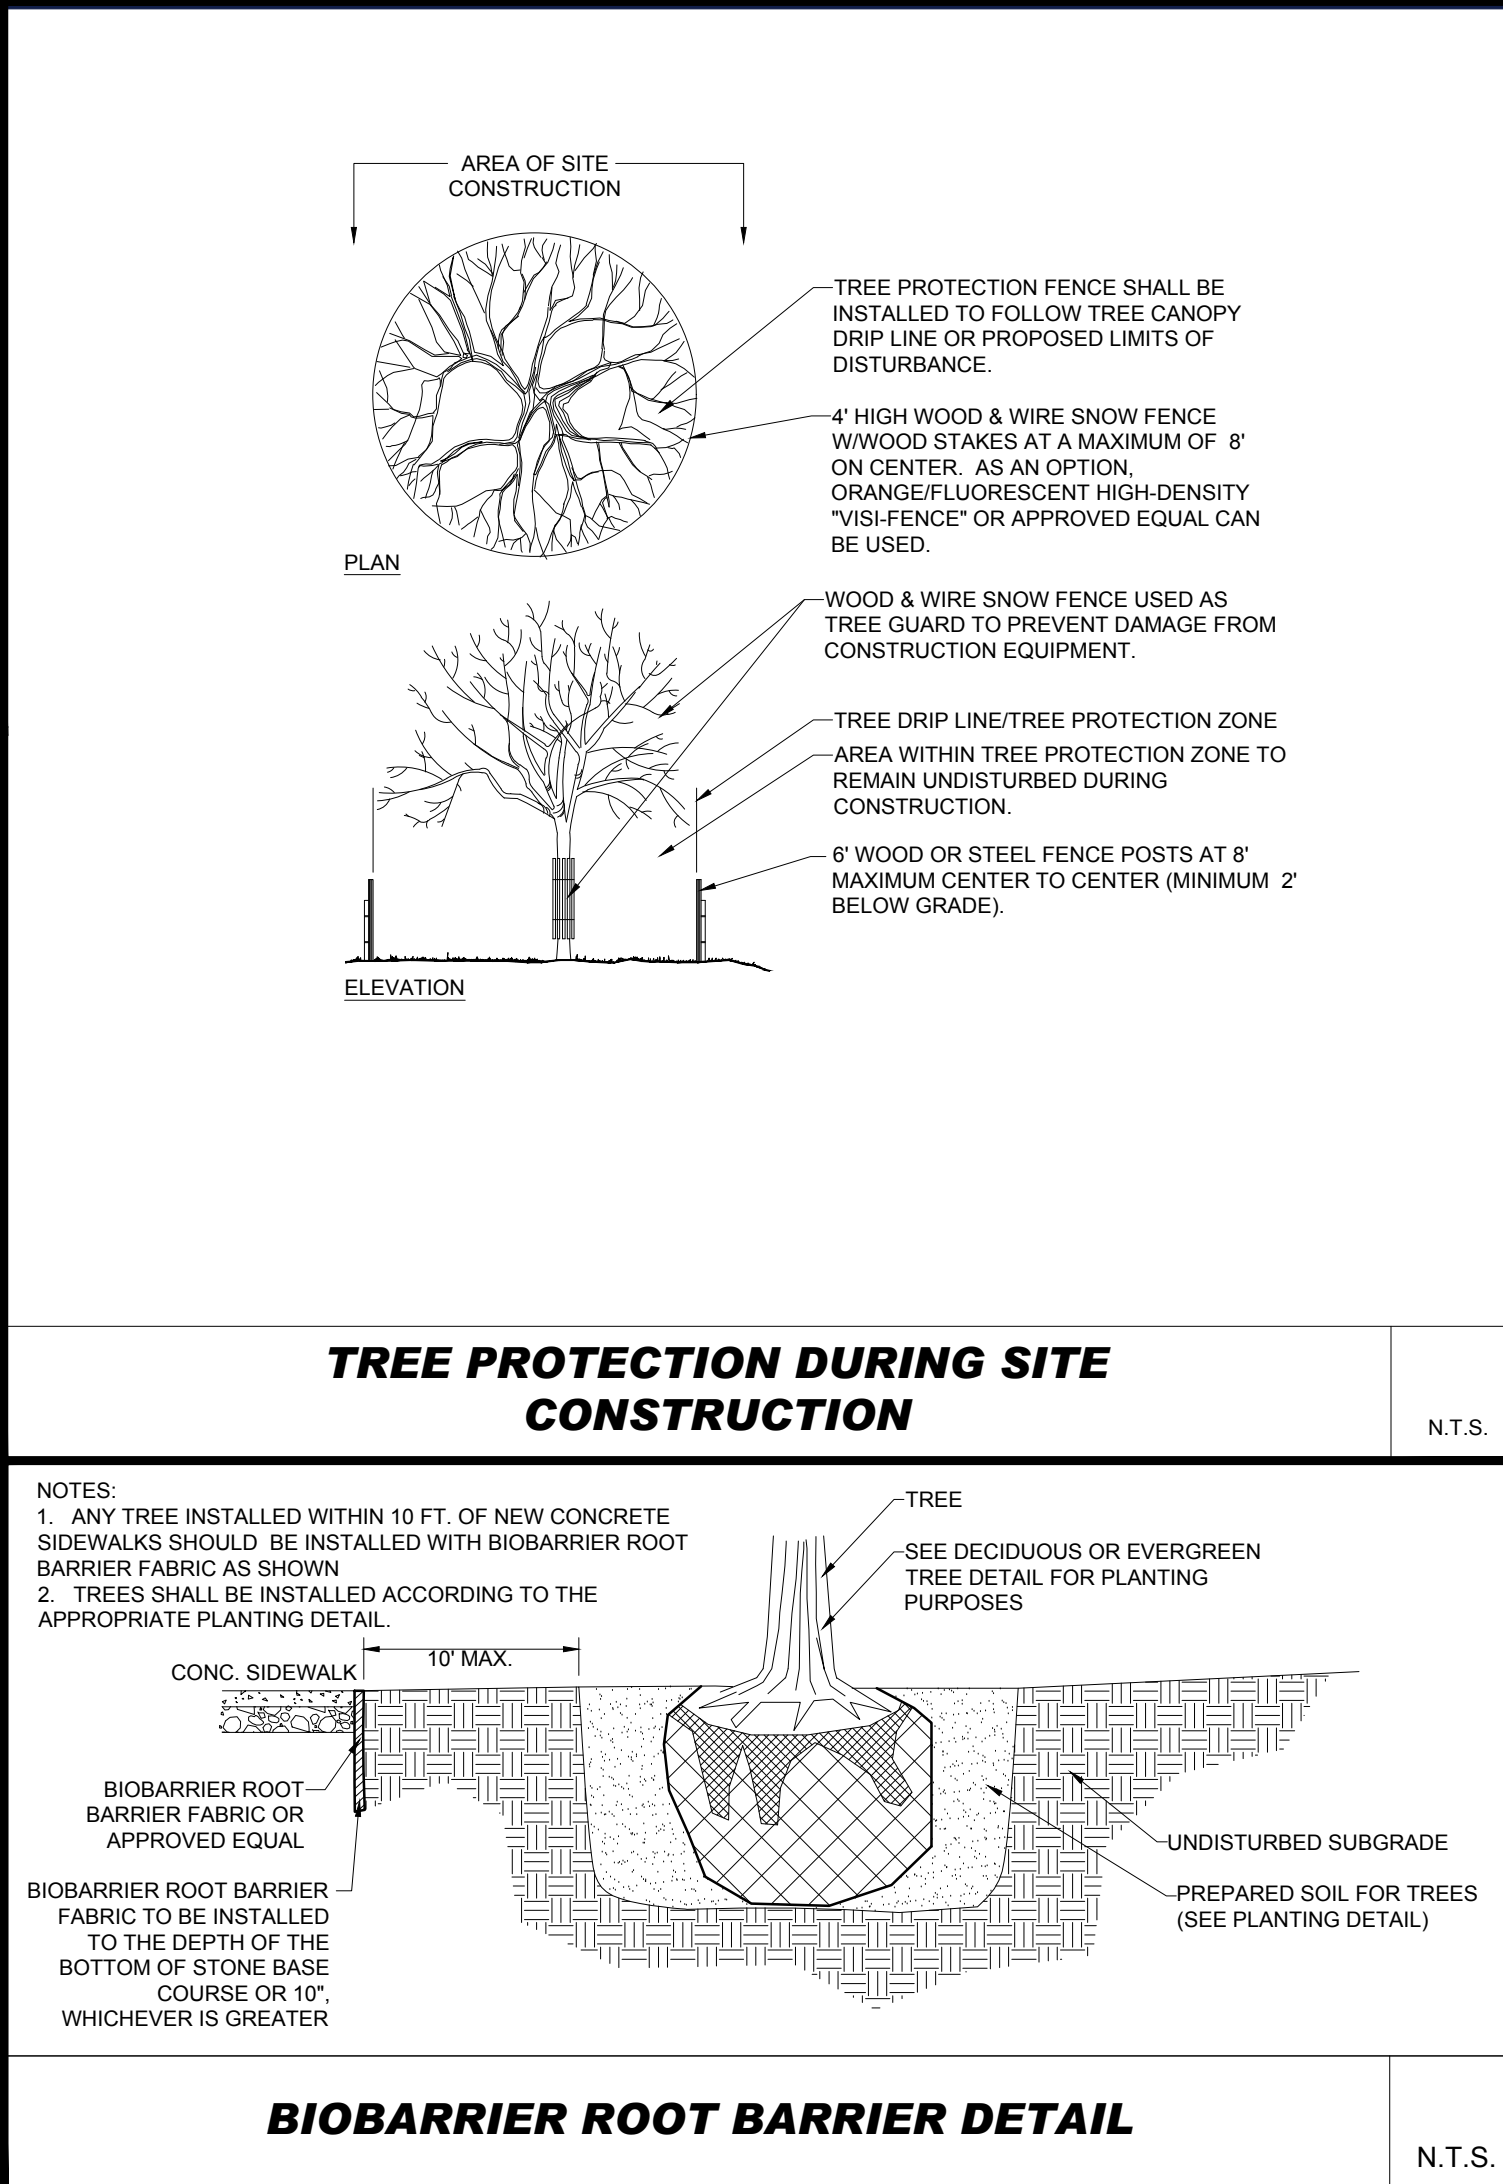 AREA OF SITE
CONSTRUCTION
TREE PROTECTION FENCE SHALL BE
INSTALLED TO FOLLOW TREE CANOPY
DRIP LINE OR PROPOSED LIMITS OF
DISTURBANCE.
4' HIGH WOOD & WIRE SNOW FENCE
W/WOOD STAKES AT A MAXIMUM OF 8'
ON CENTER. AS AN OPTION,
ORANGE/FLUORESCENT HIGH-DENSITY
"VISI-FENCE" OR APPROVED EQUAL CAN
BE USED.
PLAN
WOOD & WIRE SNOW FENCE USED AS
TREE GUARD TO PREVENT DAMAGE FROM
CONSTRUCTION EQUIPMENT.
TREE DRIP LINE/TREE PROTECTION ZONE
AREA WITHIN TREE PROTECTION ZONE TO
REMAIN UNDISTURBED DURING
CONSTRUCTION.
6' WOOD OR STEEL FENCE POSTS AT 8'
MAXIMUM CENTER TO CENTER (MINIMUM 2'
BELOW GRADE).
ELEVATION
TREE PROTECTION DURING SITE
CONSTRUCTION
N.T.S.
NOTES:
1. ANY TREE INSTALLED WITHIN 10 FT. OF NEW CONCRETE
SIDEWALKS SHOULD BE INSTALLED WITH BIOBARRIER ROOT
BARRIER FABRIC AS SHOWN
2. TREES SHALL BE INSTALLED ACCORDING TO THE
APPROPRIATE PLANTING DETAIL.
TREE
SEE DECIDUOUS OR EVERGREEN
TREE DETAIL FOR PLANTING
PURPOSES
10' MAX.
CONC. SIDEWALK
BIOBARRIER ROOT
BARRIER FABRIC OR
APPROVED EQUAL
BIOBARRIER ROOT BARRIER
FABRIC TO BE INSTALLED
TO THE DEPTH OF THE
BOTTOM OF STONE BASE
COURSE OR 10",
WHICHEVER IS GREATER
UNDISTURBED SUBGRADE
PREPARED SOIL FOR TREES
(SEE PLANTING DETAIL)
BIOBARRIER ROOT BARRIER DETAIL
N.T.S.